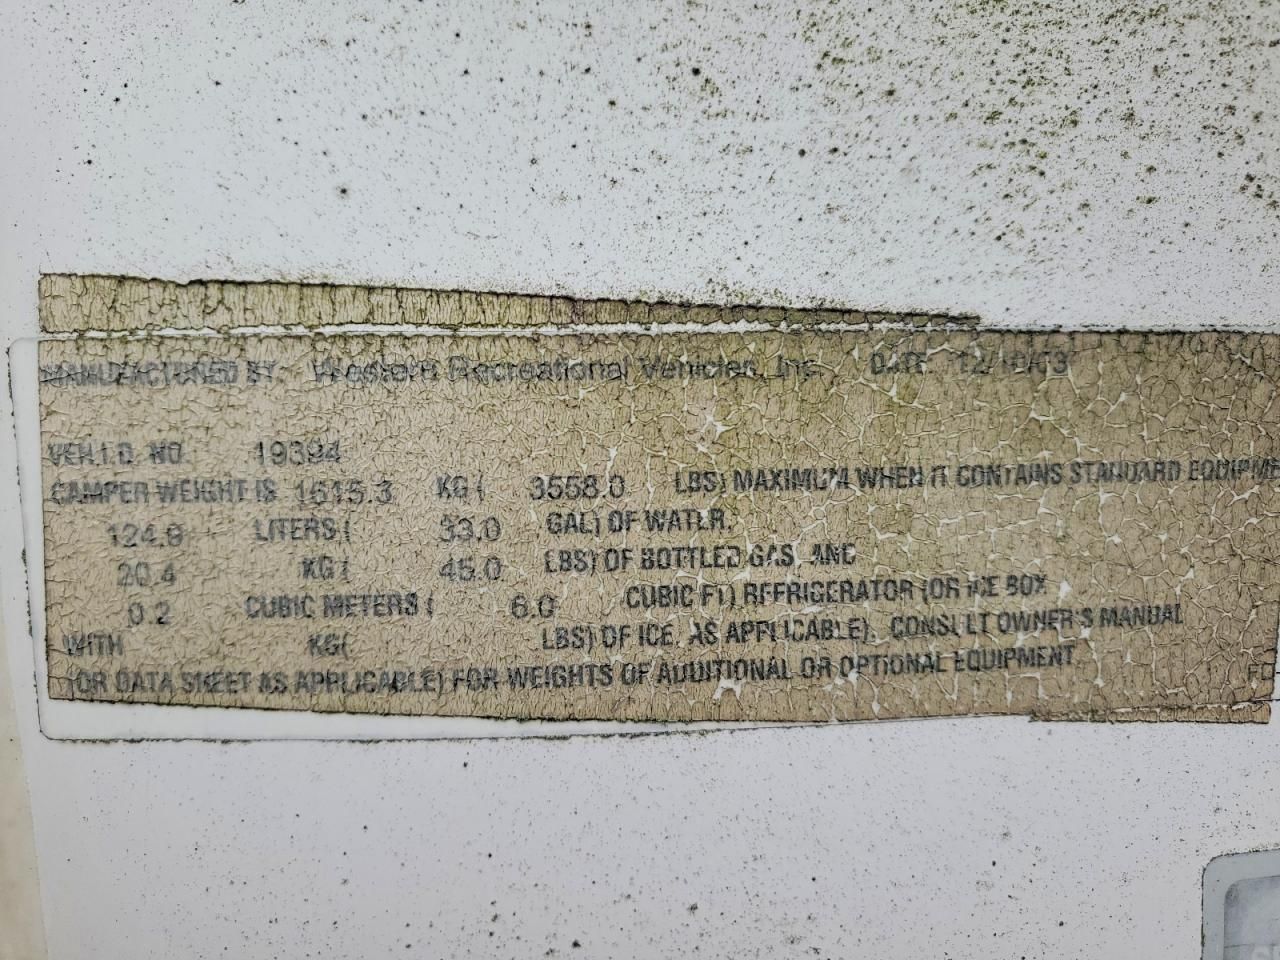 MANUFACTURED BY: Western Recreational Vehicles, Inc. DATE 12/10/03
VEH.I.D. NO. 19394
CAMPER WEIGHT IS 1615.3 KG ( 3558.0 LBS) MAXIMUM WHEN IT CONTAINS STANDARD EQUIPME
124.9 LITERS ( 33.0 GAL) OF WATER,
20.4 KG ( 45.0 LBS) OF BOTTLED GAS, AND
0.2 CUBIC METERS ( 6.0 CUBIC FT) REFRIGERATOR (OR ICE BOX
WITH KG( LBS) OF ICE, AS APPLICABLE). CONSULT OWNER'S MANUAL
(OR DATA SHEET AS APPLICABLE) FOR WEIGHTS OF ADDITIONAL OR OPTIONAL EQUIPMENT